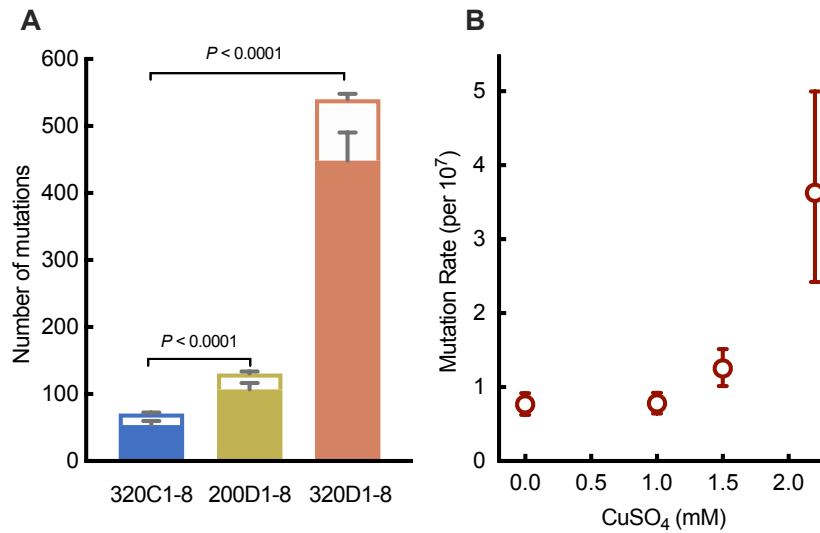 A
P < 0.0001
P < 0.0001
Number of mutations
600
500
400
300
200
100
0
320C1-8 200D1-8 320D1-8
B
Mutation Rate (per 10⁷)
5
4
3
2
1
0
0.0 0.5 1.0 1.5 2.0
CuSO₄ (mM)